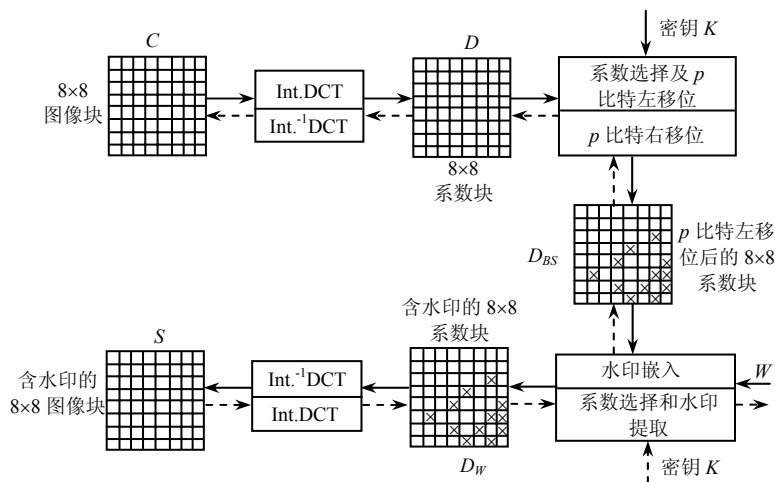 C
D
密钥 K
8×8
图像块
Int.DCT
Int.⁻¹DCT
系数选择及 p
比特左移位
p 比特右移位
8×8
系数块
D_BS
p 比特左移
位后的 8×8
系数块
S
含水印的 8×8
系数块
含水印的
8×8 图像块
Int.⁻¹DCT
Int.DCT
水印嵌入
W
系数选择和水印
提取
D_W
密钥 K